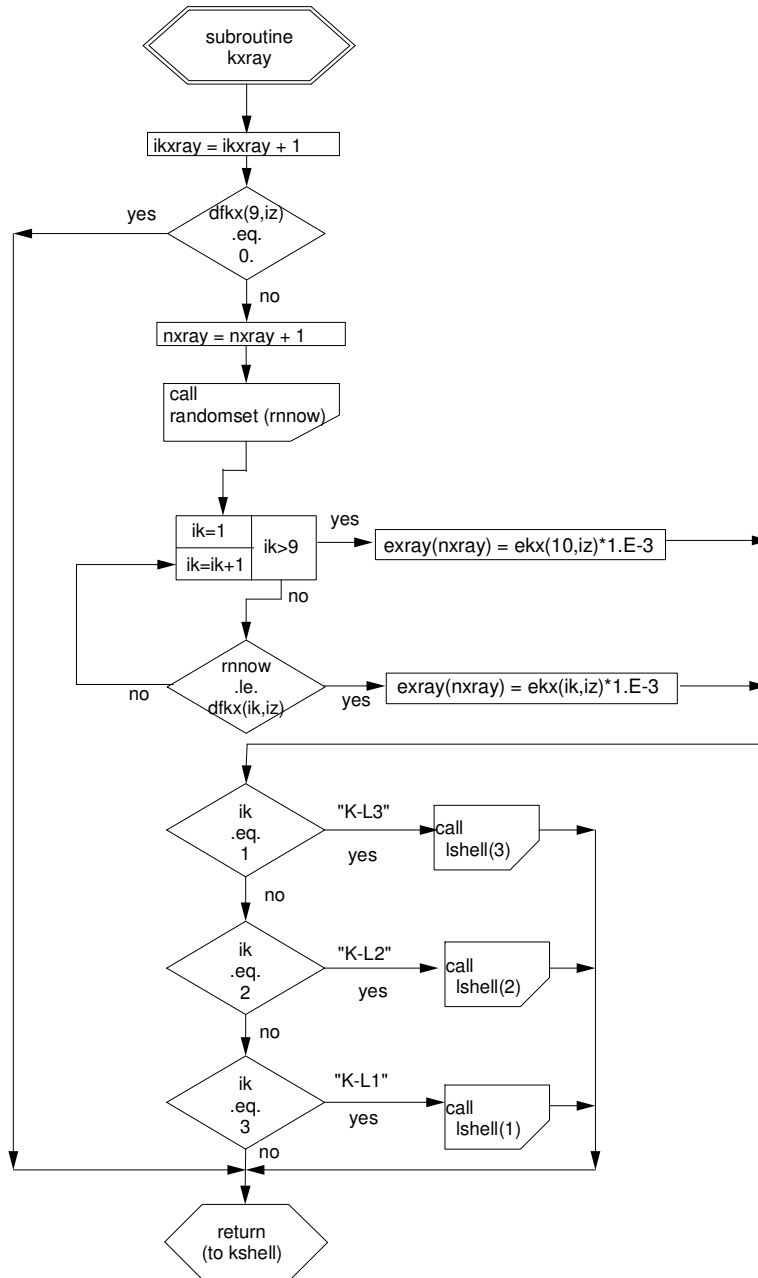 subroutine
kxray
ikxray = ikxray + 1
yes
dfkx(9,iz)
.eq.
0.
no
nxray = nxray + 1
call
randomset (rnnow)
ik=1
ik=ik+1
ik>9
yes
exray(nxray) = ekx(10,iz)*1.E-3
no
rnnow
.le.
dfkx(ik,iz)
no
yes
exray(nxray) = ekx(ik,iz)*1.E-3
ik
.eq.
1
"K-L3"
yes
call
lshell(3)
no
ik
.eq.
2
"K-L2"
yes
call
lshell(2)
no
ik
.eq.
3
"K-L1"
yes
call
lshell(1)
no
return
(to kshell)